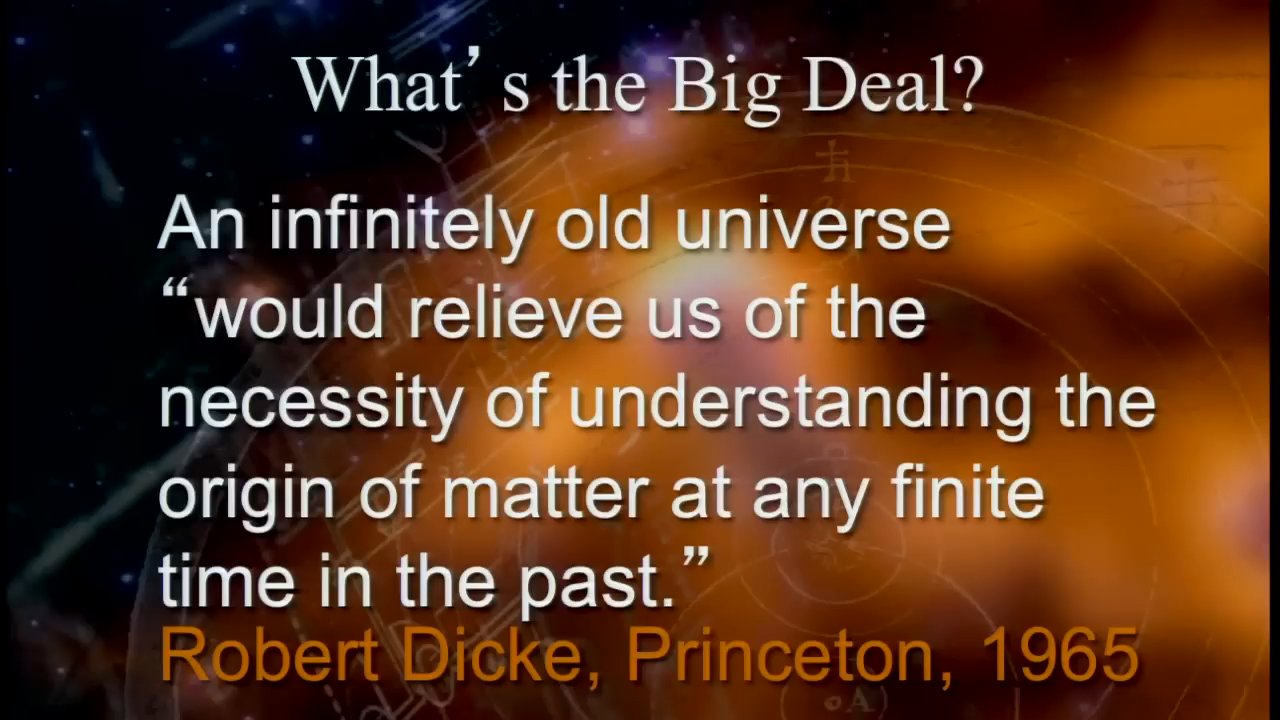 What’s the Big Deal?
An infinitely old universe
“would relieve us of the
necessity of understanding the
origin of matter at any finite
time in the past.”
Robert Dicke, Princeton, 1965
A